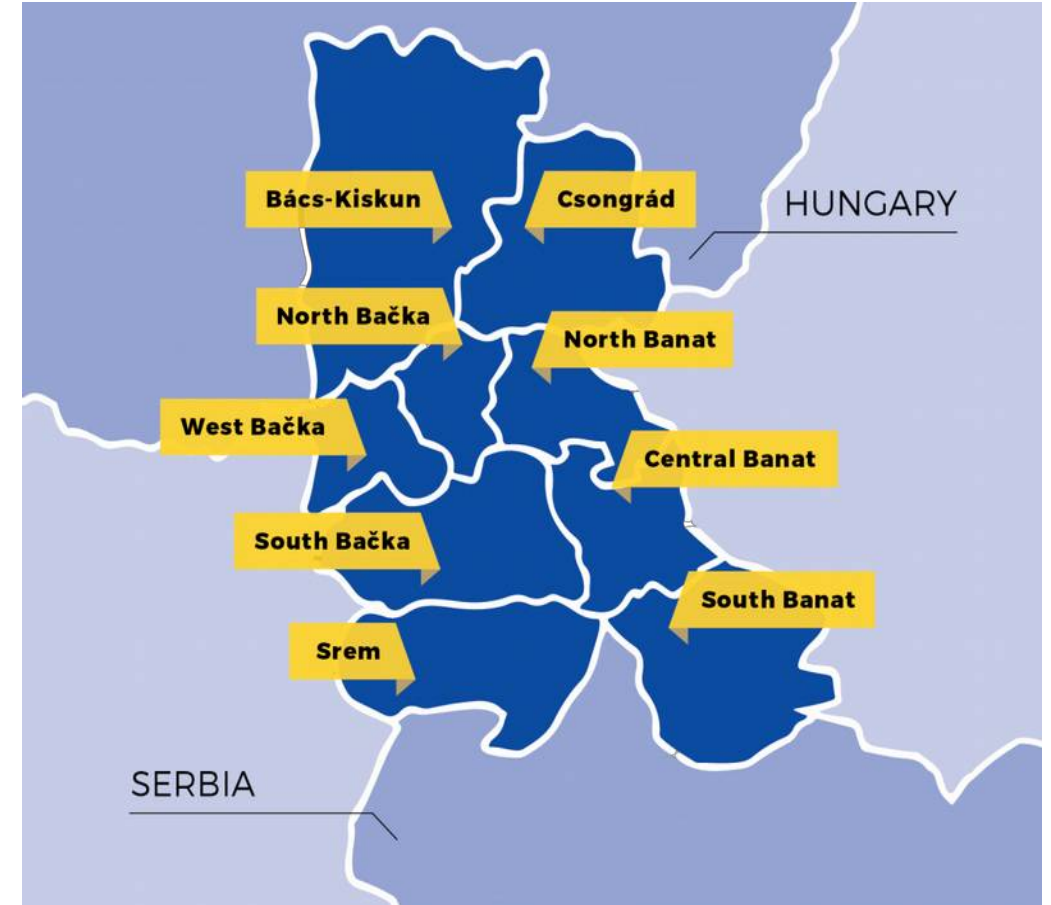 Bács-Kiskun
Csongrád
HUNGARY
North Bačka
North Banat
West Bačka
Central Banat
South Bačka
South Banat
Srem
SERBIA